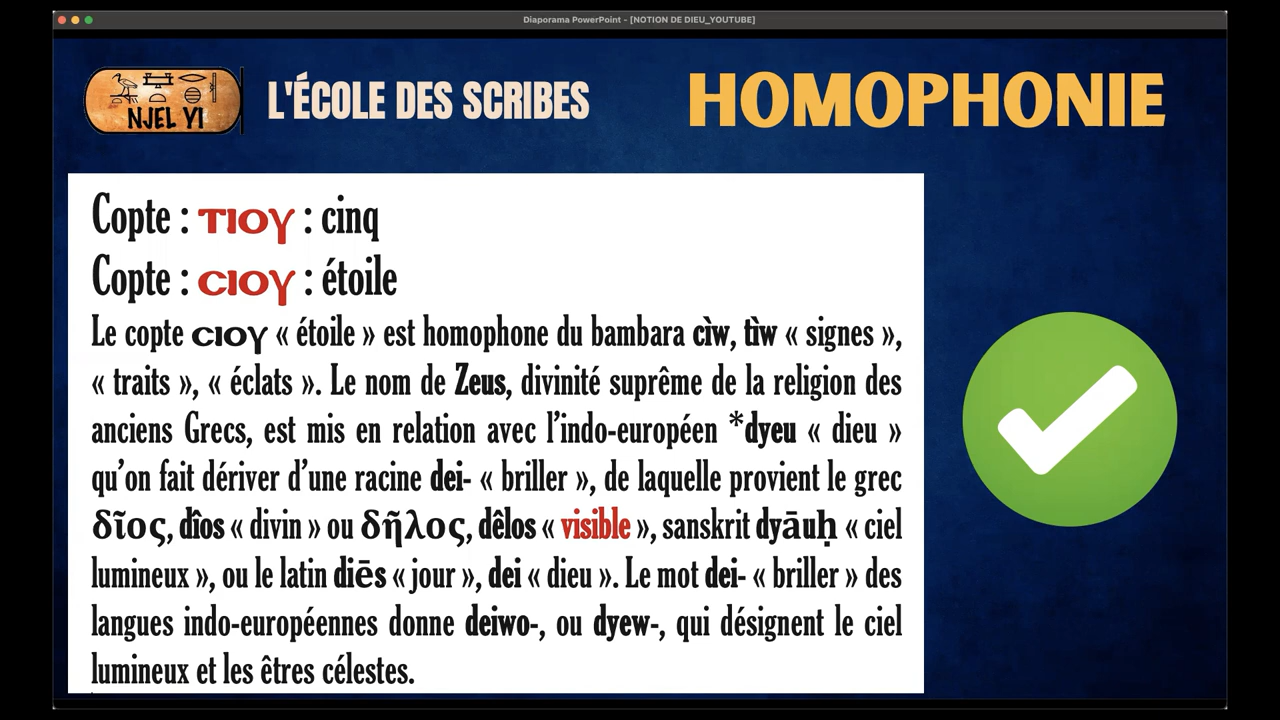 Diaporama PowerPoint - [NOTION DE DIEU_YOUTUBE]
NJEL YI
L'ÉCOLE DES SCRIBES
HOMOPHONIE
Copte : ⲧⲓⲟⲩ : cinq
Copte : ⲥⲓⲟⲩ : étoile
Le copte ⲥⲓⲟⲩ « étoile » est homophone du bambara cìw, tìw « signes »,
« traits », « éclats ». Le nom de Zeus, divinité suprême de la religion des
anciens Grecs, est mis en relation avec l’indo-européen *dyeu « dieu »
qu’on fait dériver d’une racine dei- « briller », de laquelle provient le grec
δῖος, dîos « divin » ou δῆλος, dêlos « visible », sanskrit dyāuḥ « ciel
lumineux », ou le latin diēs « jour », dei « dieu ». Le mot dei- « briller » des
langues indo-européennes donne deiwo-, ou dyew-, qui désignent le ciel
lumineux et les êtres célestes.